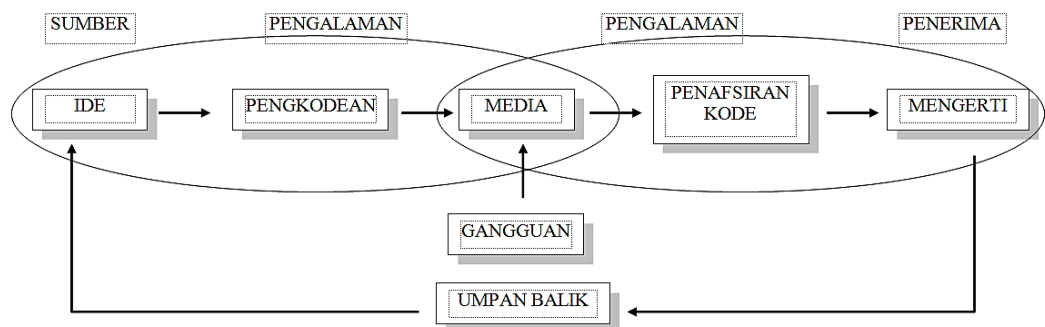 SUMBER
PENGALAMAN
PENGALAMAN
PENERIMA
IDE
PENGKODEAN
MEDIA
PENAFSIRAN
KODE
MENGERTI
GANGGUAN
UMPAN BALIK